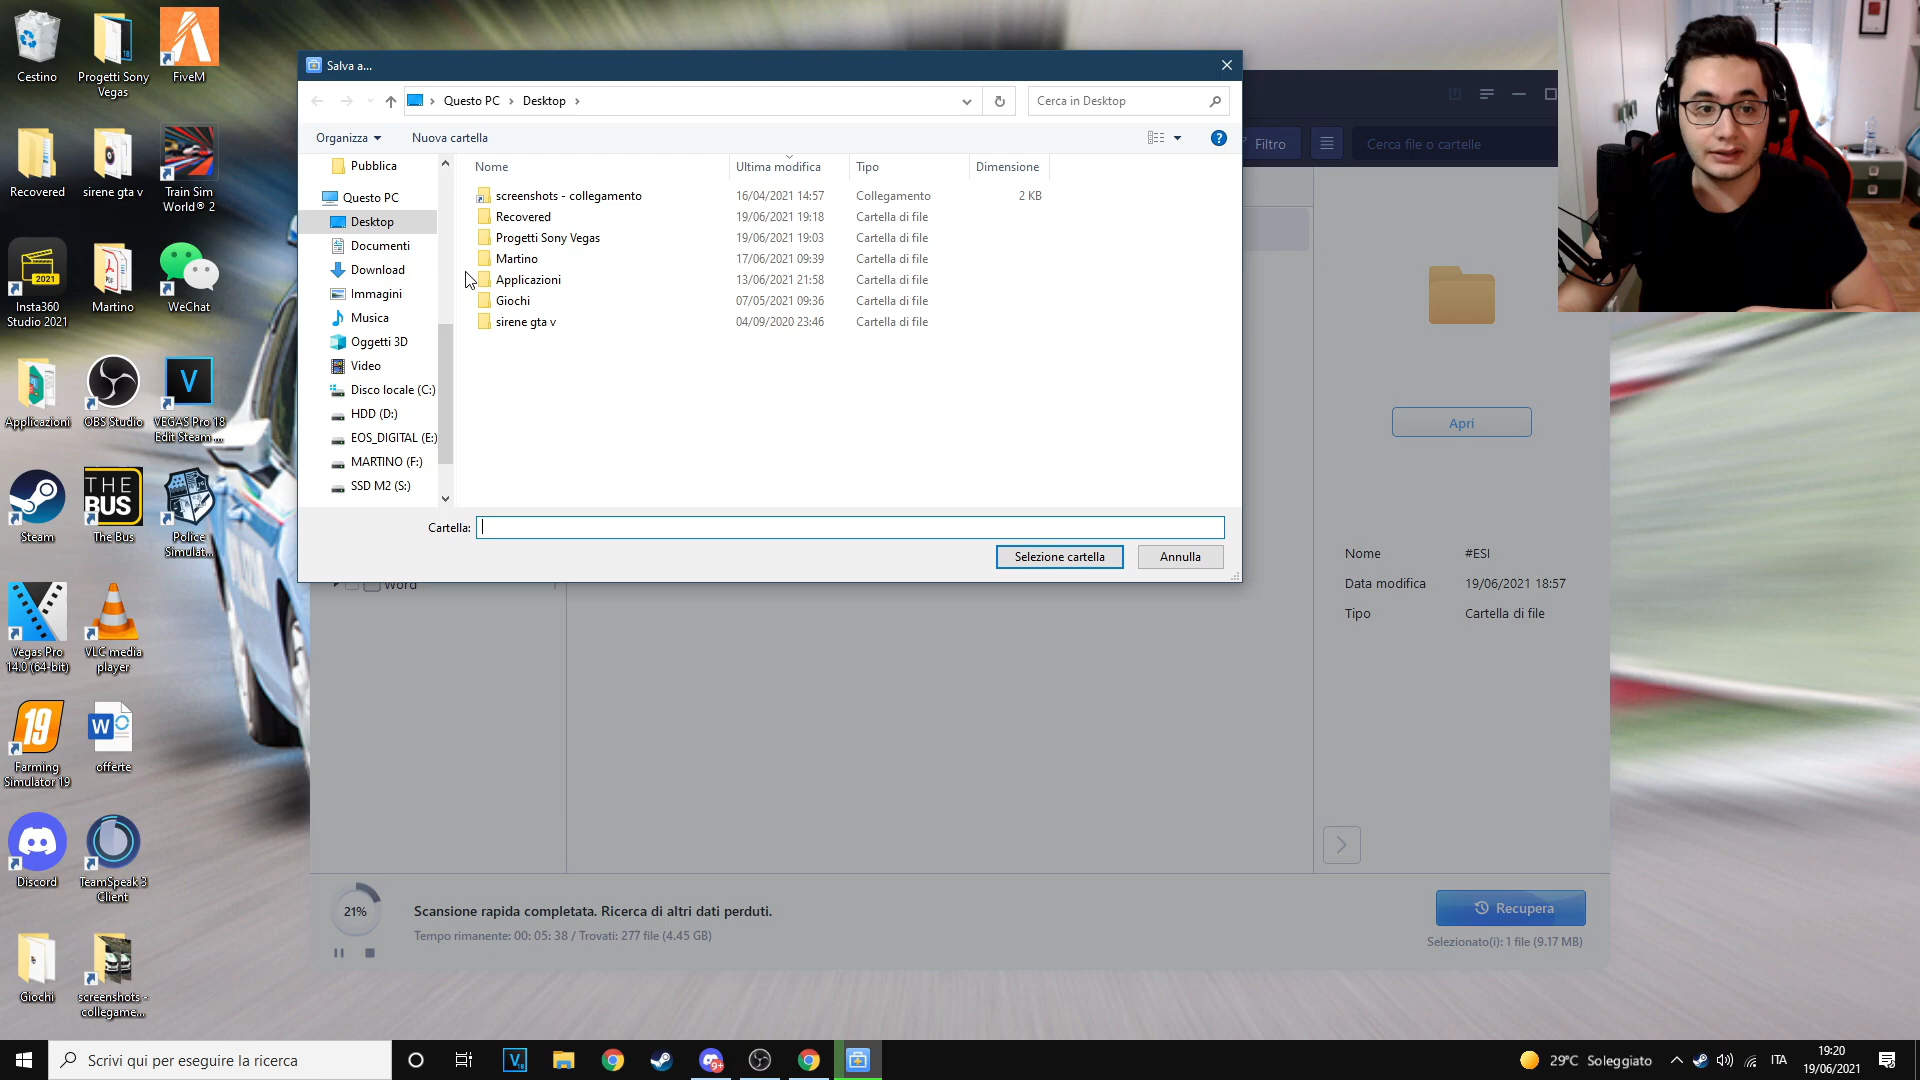 Cestino
Progetti Sony
Vegas
FiveM
Recovered
sirene gta v
Train Sim
World® 2
Insta360
Studio 2021
Martino
WeChat
Applicazioni
OBS Studio
VEGAS Pro 18
Edit Steam ...
Steam
The Bus
Police
Simulat...
Vegas Pro
14.0 (64-bit)
VLC media
player
Farming
Simulator 19
offerte
Discord
TeamSpeak 3
Client
Giochi
screenshots -
collegame...
2021
THE
BUS
19
Salva a...
Questo PC
Desktop
Cerca in Desktop
Organizza
Nuova cartella
Pubblica
Questo PC
Desktop
Documenti
Download
Immagini
Musica
Oggetti 3D
Video
Disco locale (C:)
HDD (D:)
EOS_DIGITAL (E:)
MARTINO (F:)
SSD M2 (S:)
Nome Ultima modifica Tipo Dimensione
screenshots - collegamento 16/04/2021 14:57 Collegamento 2 KB
Recovered 19/06/2021 19:18 Cartella di file
Progetti Sony Vegas 19/06/2021 19:03 Cartella di file
Martino 17/06/2021 09:39 Cartella di file
Applicazioni 13/06/2021 21:58 Cartella di file
Giochi 07/05/2021 09:36 Cartella di file
sirene gta v 04/09/2020 23:46 Cartella di file
Cartella:
Selezione cartella
Annulla
Filtro
Cerca file o cartelle
Apri
Nome #ESI
Data modifica 19/06/2021 18:57
Tipo Cartella di file
Word
21%
Scansione rapida completata. Ricerca di altri dati perduti.
Tempo rimanente: 00: 05: 38 / Trovati: 277 file (4.45 GB)
Recupera
Selezionato(i): 1 file (9.17 MB)
Scrivi qui per eseguire la ricerca
9+
29°C Soleggiato
ITA
19:20
19/06/2021